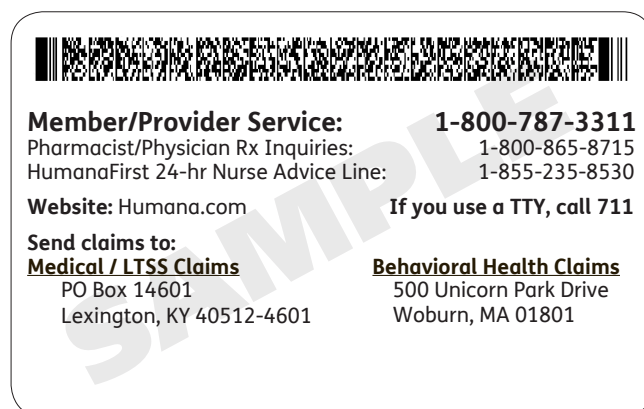 Member/Provider Service: 1-800-787-3311
Pharmacist/Physician Rx Inquiries: 1-800-865-8715
HumanaFirst 24-hr Nurse Advice Line: 1-855-235-8530
Website: Humana.com If you use a TTY, call 711
Send claims to:
Medical / LTSS Claims
PO Box 14601
Lexington, KY 40512-4601
Behavioral Health Claims
500 Unicorn Park Drive
Woburn, MA 01801
SAMPLE